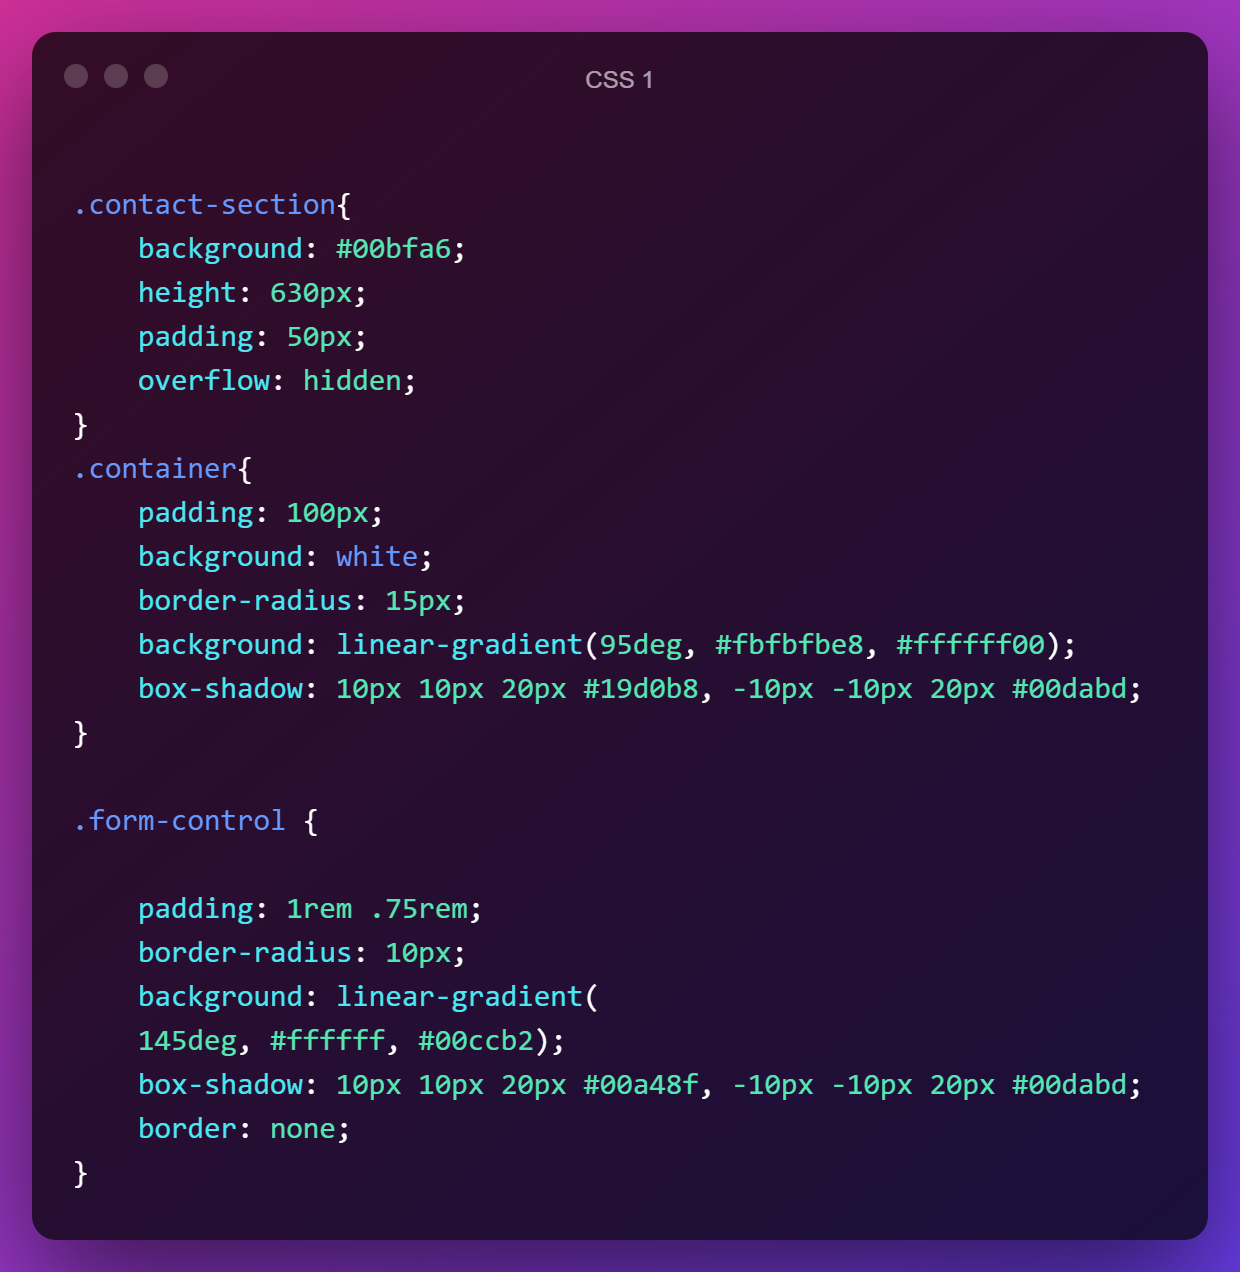 CSS 1
.contact-section{
    background: #00bfa6;
    height: 630px;
    padding: 50px;
    overflow: hidden;
}
.container{
    padding: 100px;
    background: white;
    border-radius: 15px;
    background: linear-gradient(95deg, #fbfbfbe8, #ffffff00);
    box-shadow: 10px 10px 20px #19d0b8, -10px -10px 20px #00dabd;
}
.form-control {
    padding: 1rem .75rem;
    border-radius: 10px;
    background: linear-gradient(
    145deg, #ffffff, #00ccb2);
    box-shadow: 10px 10px 20px #00a48f, -10px -10px 20px #00dabd;
    border: none;
}